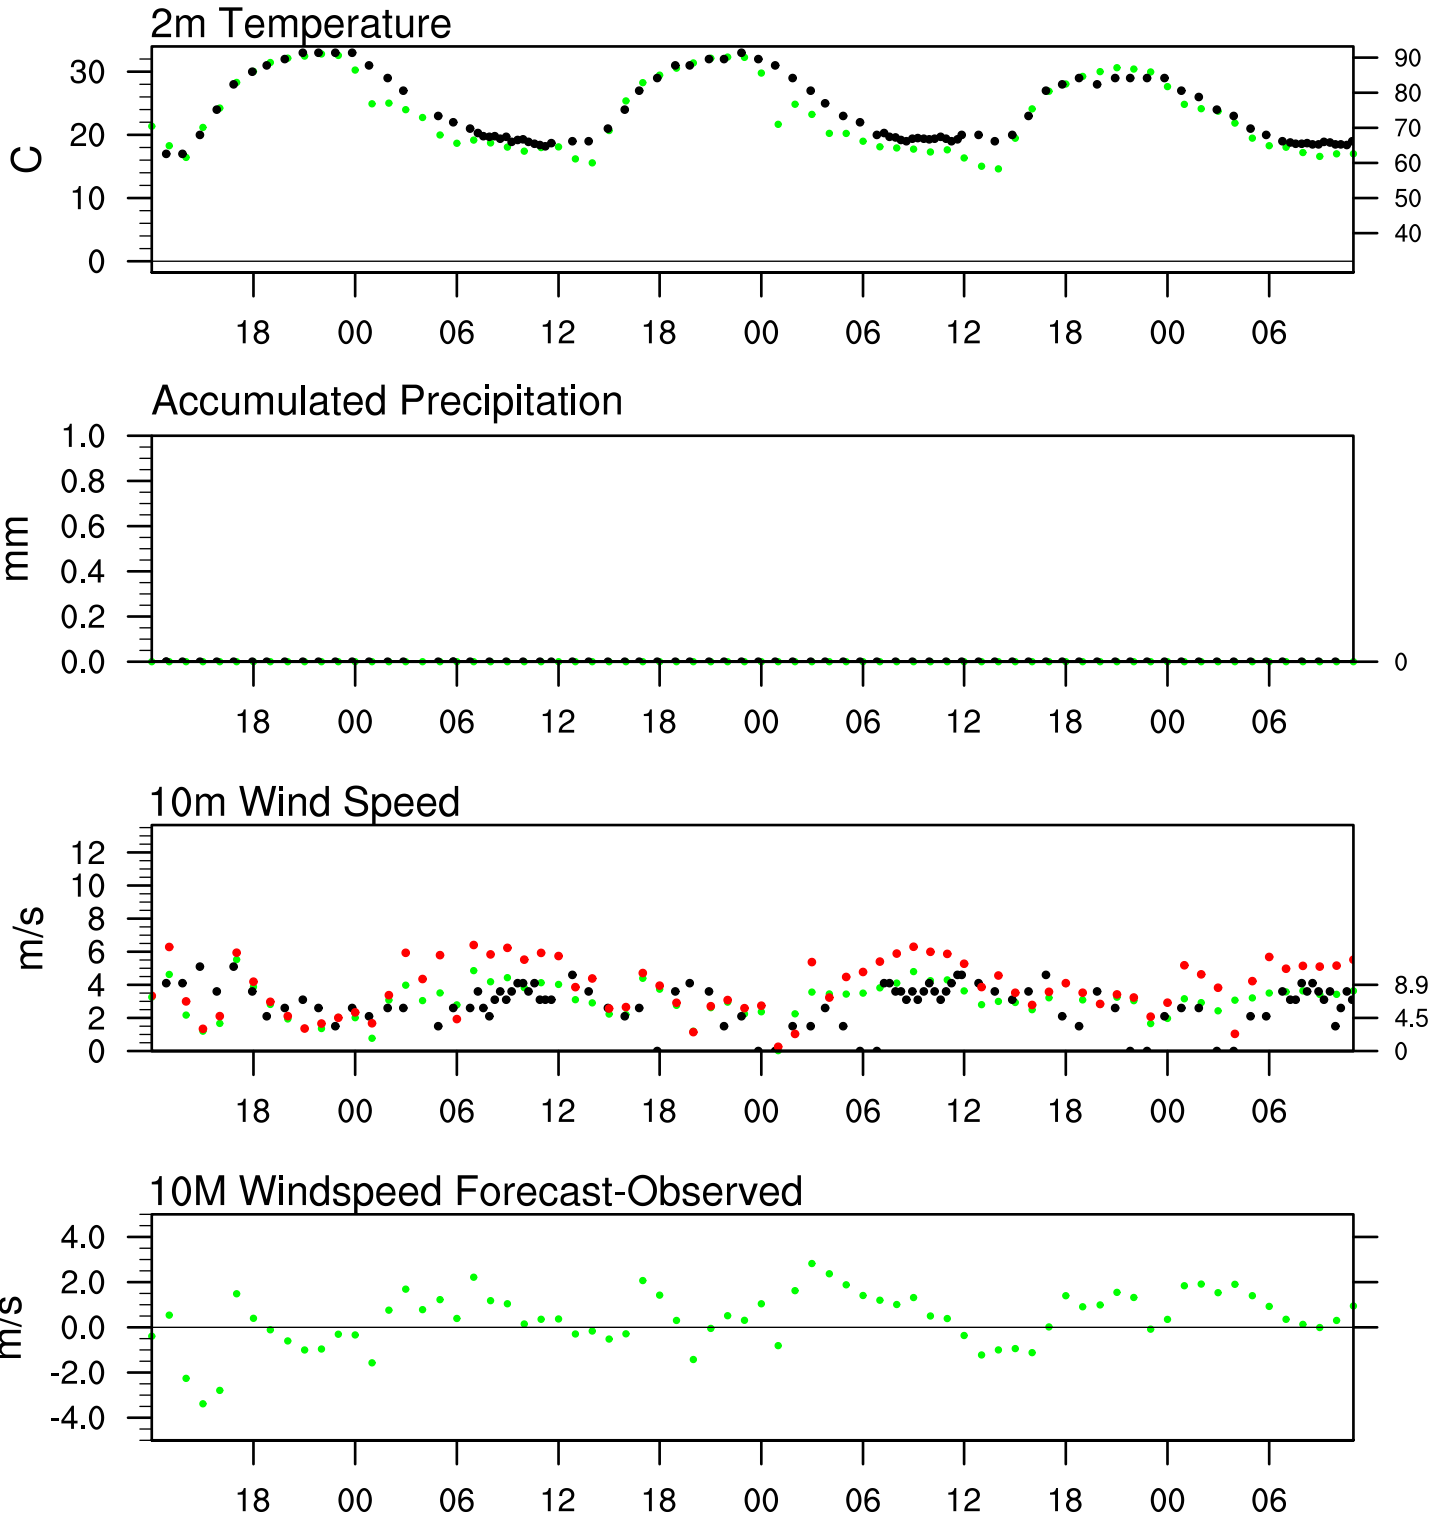 2m Temperature
30
20
10
0
C
90
80
70
60
50
40
18 00 06 12 18 00 06 12 18 00 06
Accumulated Precipitation
1.0
0.8
0.6
0.4
0.2
0.0
mm
0
18 00 06 12 18 00 06 12 18 00 06
10m Wind Speed
12
10
8
6
4
2
0
m/s
8.9
4.5
0
18 00 06 12 18 00 06 12 18 00 06
10M Windspeed Forecast-Observed
4.0
2.0
0.0
-2.0
-4.0
m/s
18 00 06 12 18 00 06 12 18 00 06